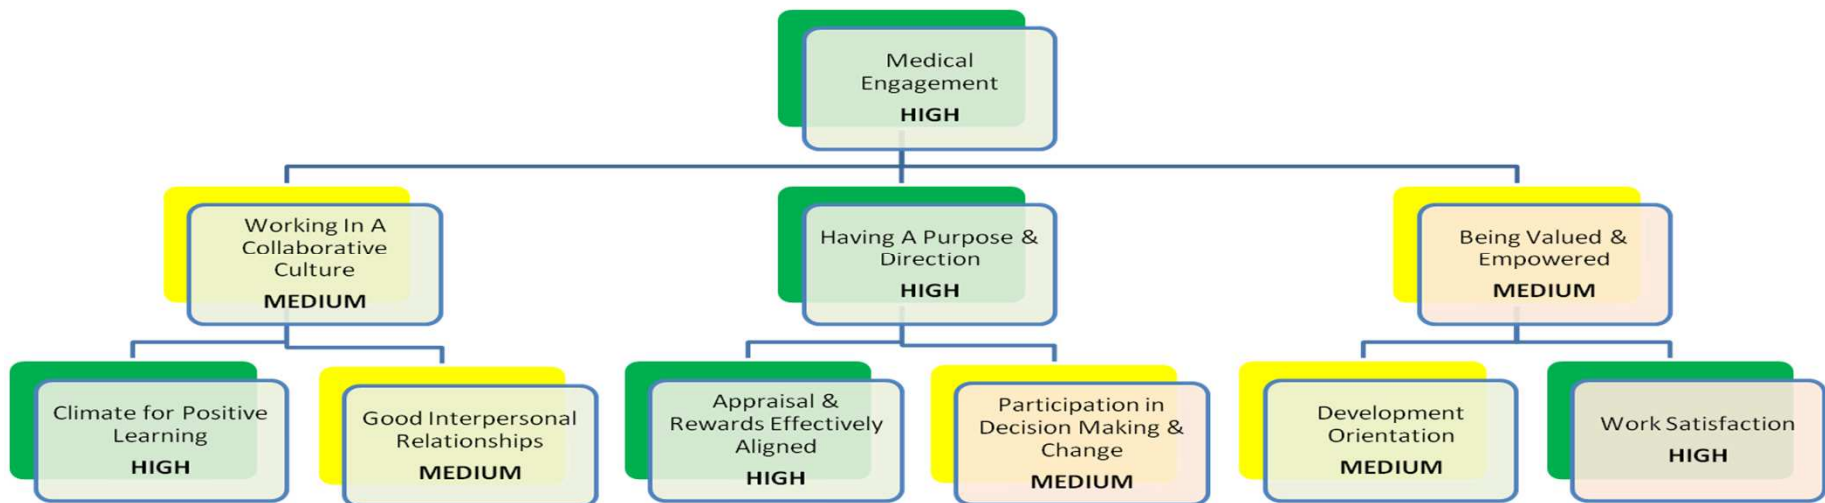 Medical
Engagement
HIGH
Working In A
Collaborative
Culture
MEDIUM
Having A Purpose &
Direction
HIGH
Being Valued &
Empowered
MEDIUM
Climate for Positive
Learning
HIGH
Good Interpersonal
Relationships
MEDIUM
Appraisal &
Rewards Effectively
Aligned
HIGH
Participation in
Decision Making &
Change
MEDIUM
Development
Orientation
MEDIUM
Work Satisfaction
HIGH